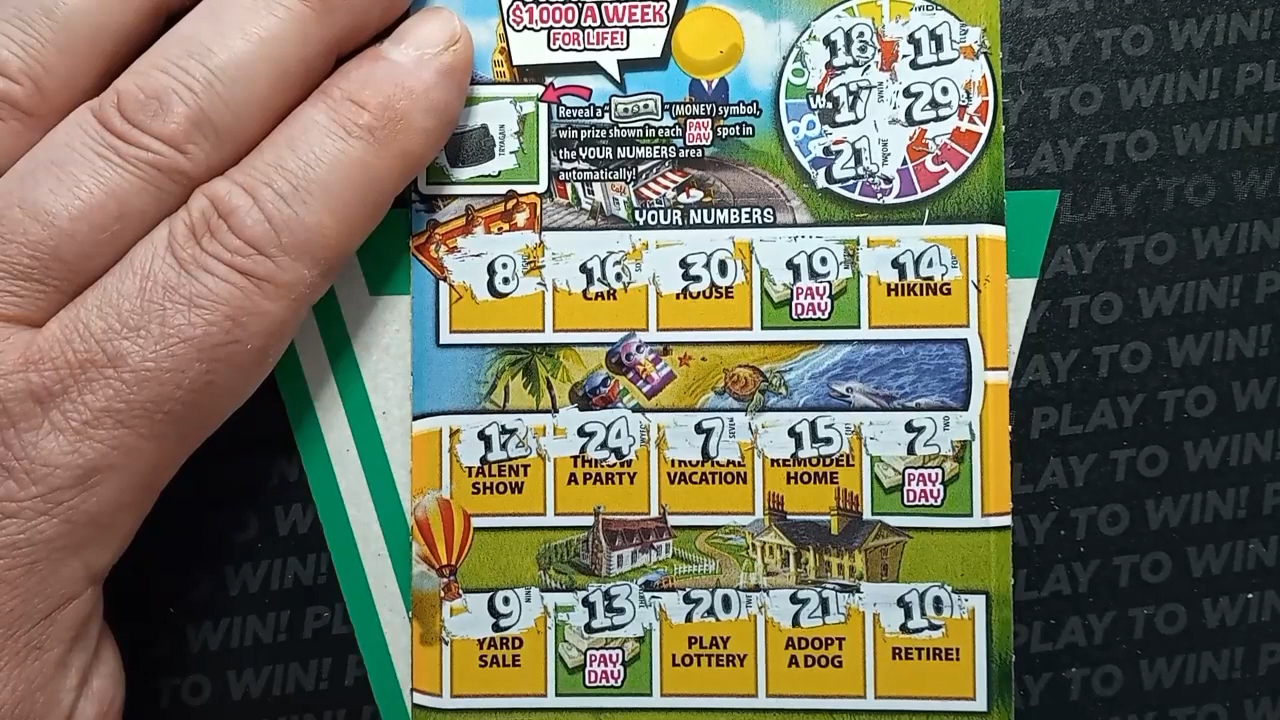 $1,000 A WEEK
FOR LIFE!
Reveal a " " (MONEY) symbol,
win prize shown in each PAY DAY spot in
the YOUR NUMBERS area
automatically!
TRYAGAIN
18 11
17 29
21
YOUR NUMBERS
8 16 30 19 14
CAR HOUSE PAY DAY HIKING
12 24 7 15 2
SEVEN TWO
TALENT SHOW
THROW A PARTY
TROPICAL VACATION
REMODEL HOME
PAY DAY
9 13 20 21 10
NINE
YARD SALE
PAY DAY
PLAY LOTTERY
ADOPT A DOG
RETIRE!
PLAY TO WIN!
PLAY TO WIN!
PLAY TO WIN!
PLAY TO WIN!